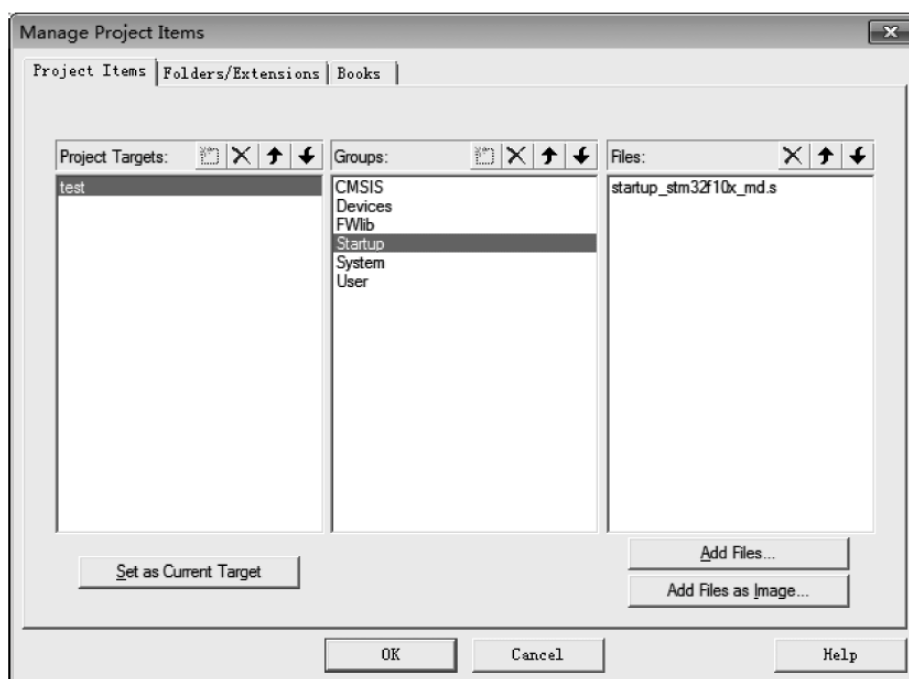 Manage Project Items
Project Items Folders/Extensions Books
Project Targets: Groups: Files:
test
CMSIS
Devices
FWlib
Startup
System
User
startup_stm32f10x_md.s
Set as Current Target
Add Files...
Add Files as Image...
OK Cancel Help